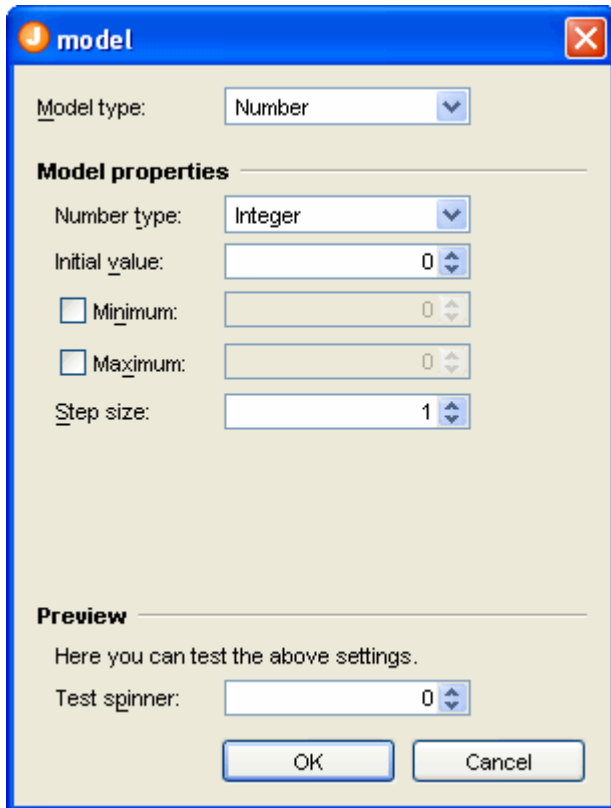 model
Model type: Number
Model properties
Number type: Integer
Initial value: 0
Minimum: 0
Maximum: 0
Step size: 1
Preview
Here you can test the above settings.
Test spinner: 0
OK Cancel